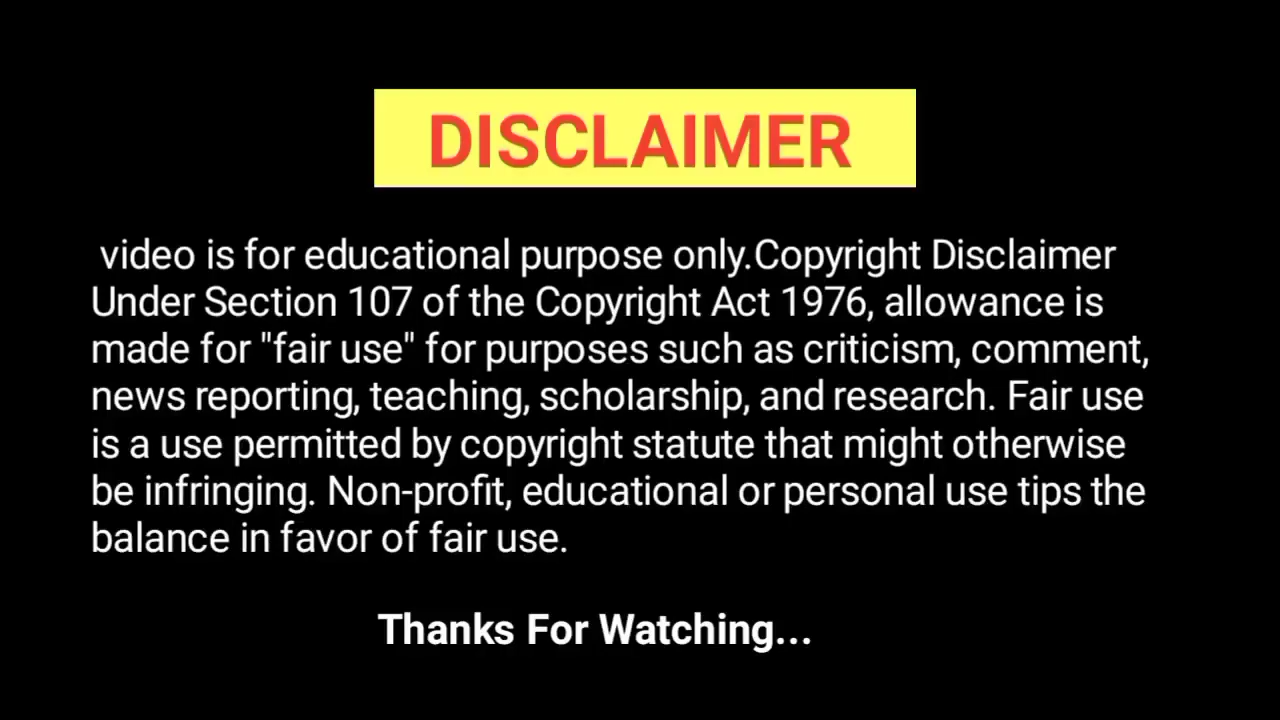 DISCLAIMER
video is for educational purpose only.Copyright Disclaimer
Under Section 107 of the Copyright Act 1976, allowance is
made for "fair use" for purposes such as criticism, comment,
news reporting, teaching, scholarship, and research. Fair use
is a use permitted by copyright statute that might otherwise
be infringing. Non-profit, educational or personal use tips the
balance in favor of fair use.
Thanks For Watching...